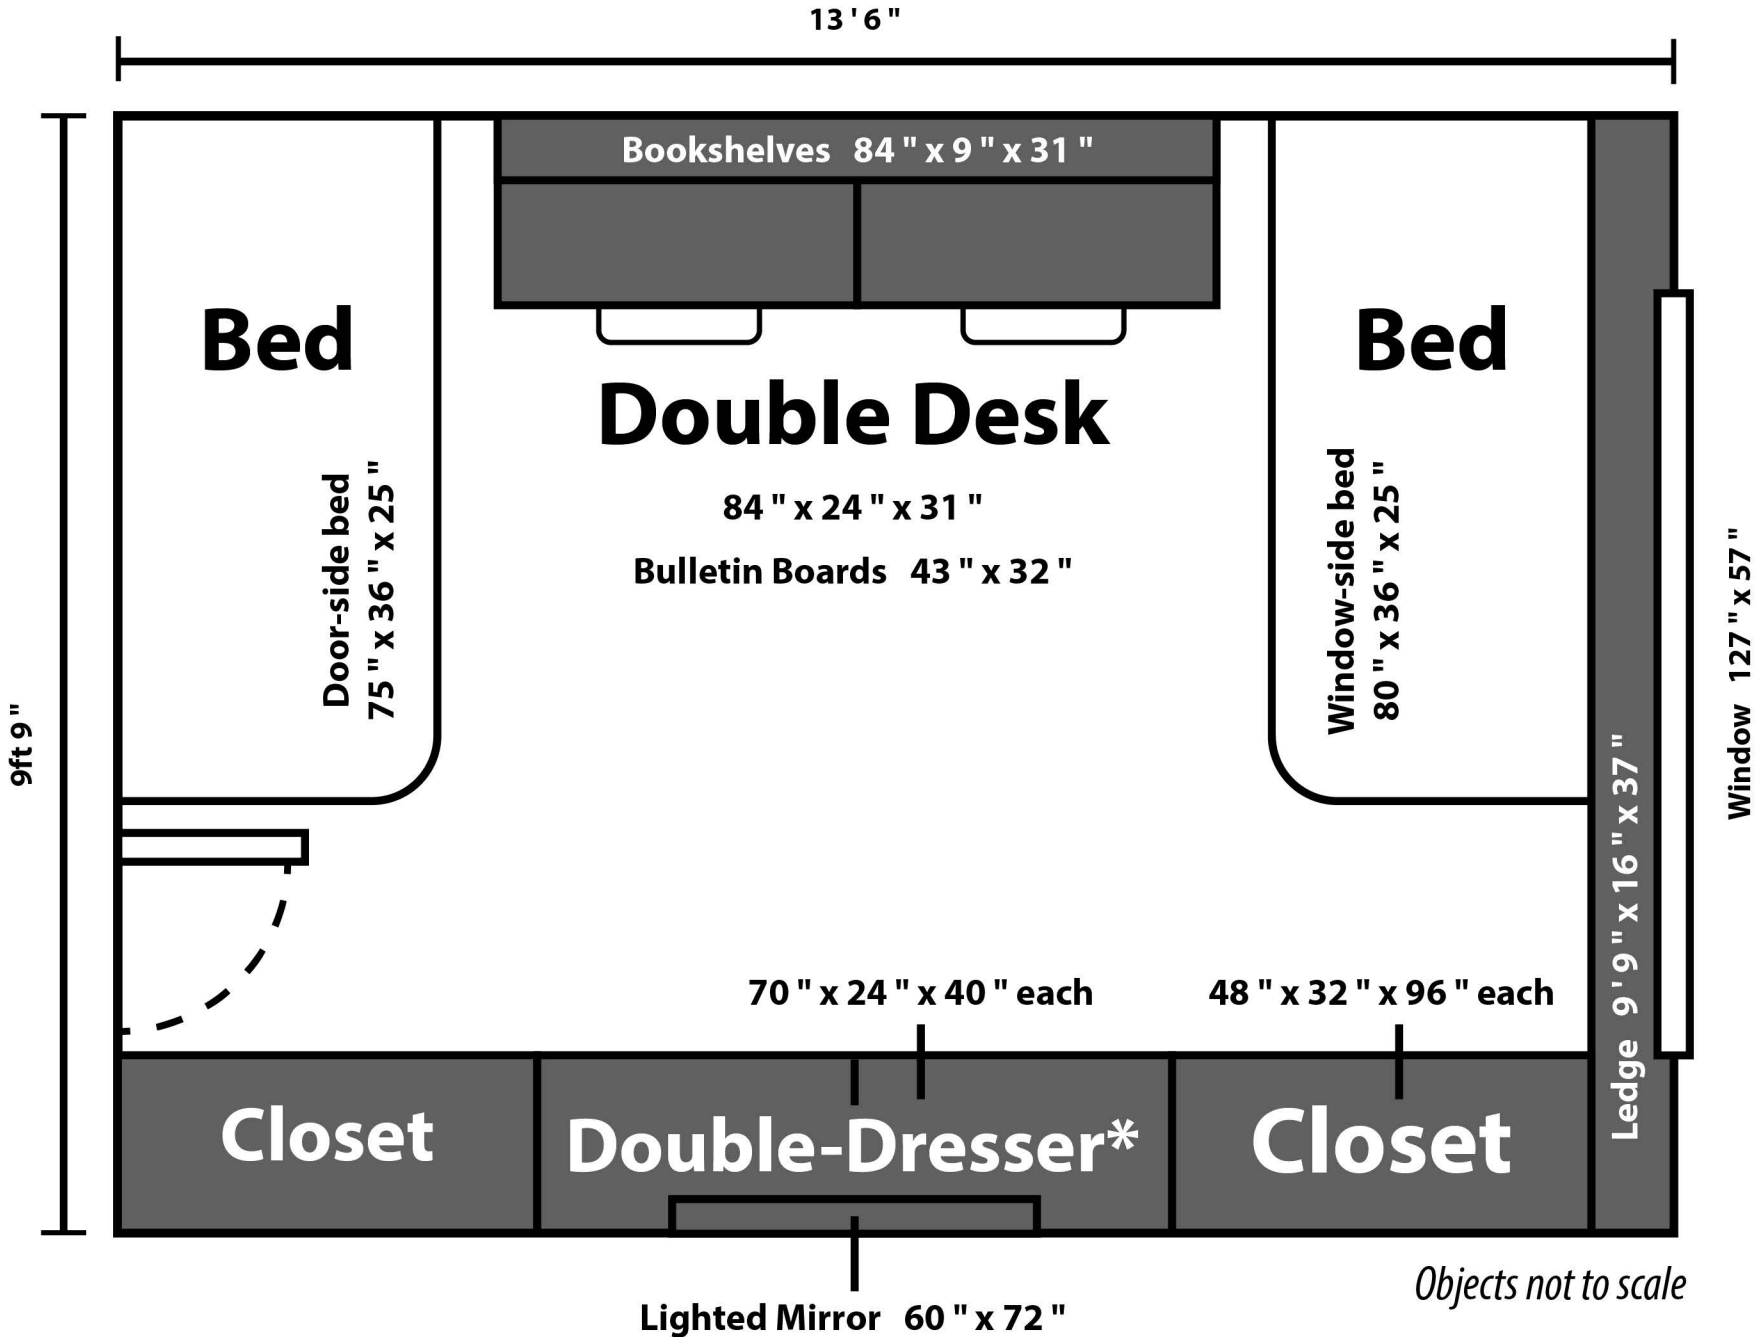 13 ' 6 "
Bookshelves 84 " x 9 " x 31 "
Bed
Bed
Double Desk
84 " x 24 " x 31 "
Bulletin Boards 43 " x 32 "
Door-side bed
75 " x 36 " x 25 "
Window-side bed
80 " x 36 " x 25 "
9ft 9 "
Window 127 " x 57 "
Ledge 9 ' 9 " x 16 " x 37 "
70 " x 24 " x 40 " each
48 " x 32 " x 96 " each
Closet
Double-Dresser*
Closet
Objects not to scale
Lighted Mirror 60 " x 72 "